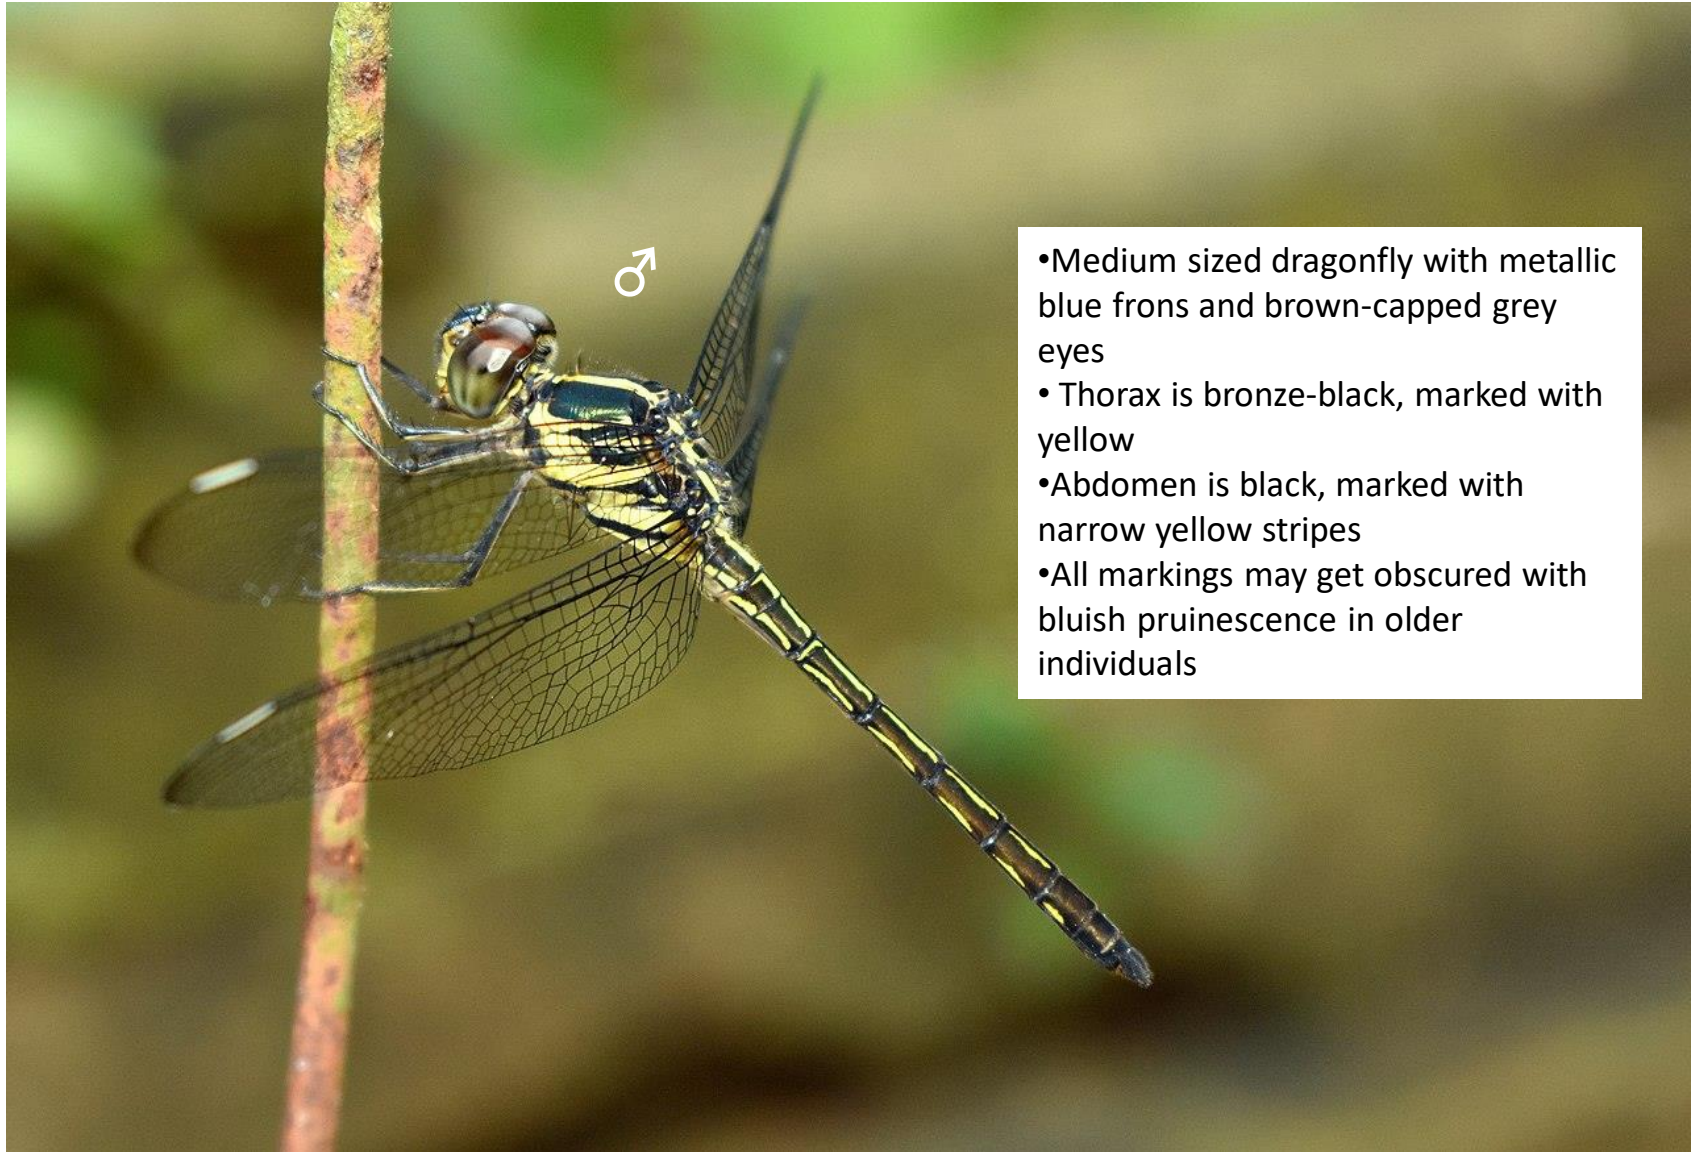 ♂
•Medium sized dragonfly with metallic
blue frons and brown-capped grey
eyes
• Thorax is bronze-black, marked with
yellow
•Abdomen is black, marked with
narrow yellow stripes
•All markings may get obscured with
bluish pruinescence in older
individuals